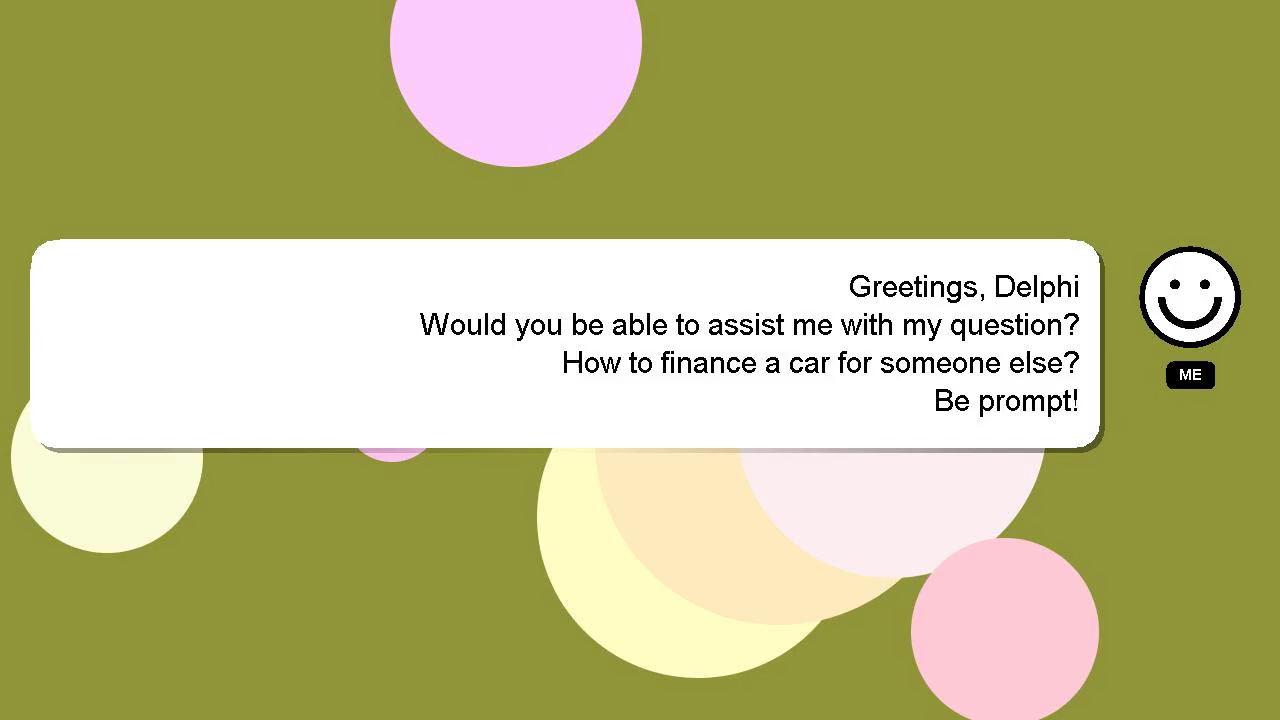 Greetings, Delphi
Would you be able to assist me with my question?
How to finance a car for someone else?
Be prompt!
ME